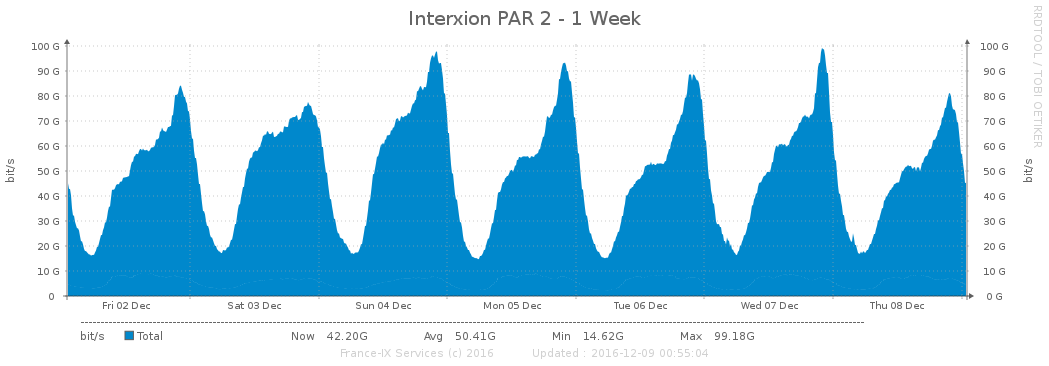 Interxion PAR 2 - 1 Week
RRDTOOL / TOBI OETIKER
100 G 100 G
90 G 90 G
80 G 80 G
70 G 70 G
60 G 60 G
50 G 50 G
40 G 40 G
30 G 30 G
20 G 20 G
10 G 10 G
0 0 G
bit/s bit/s
Fri 02 Dec Sat 03 Dec Sun 04 Dec Mon 05 Dec Tue 06 Dec Wed 07 Dec Thu 08 Dec
bit/s Total Now 42.20G Avg 50.41G Min 14.62G Max 99.18G
France-IX Services (c) 2016 Updated : 2016-12-09 00:55:04